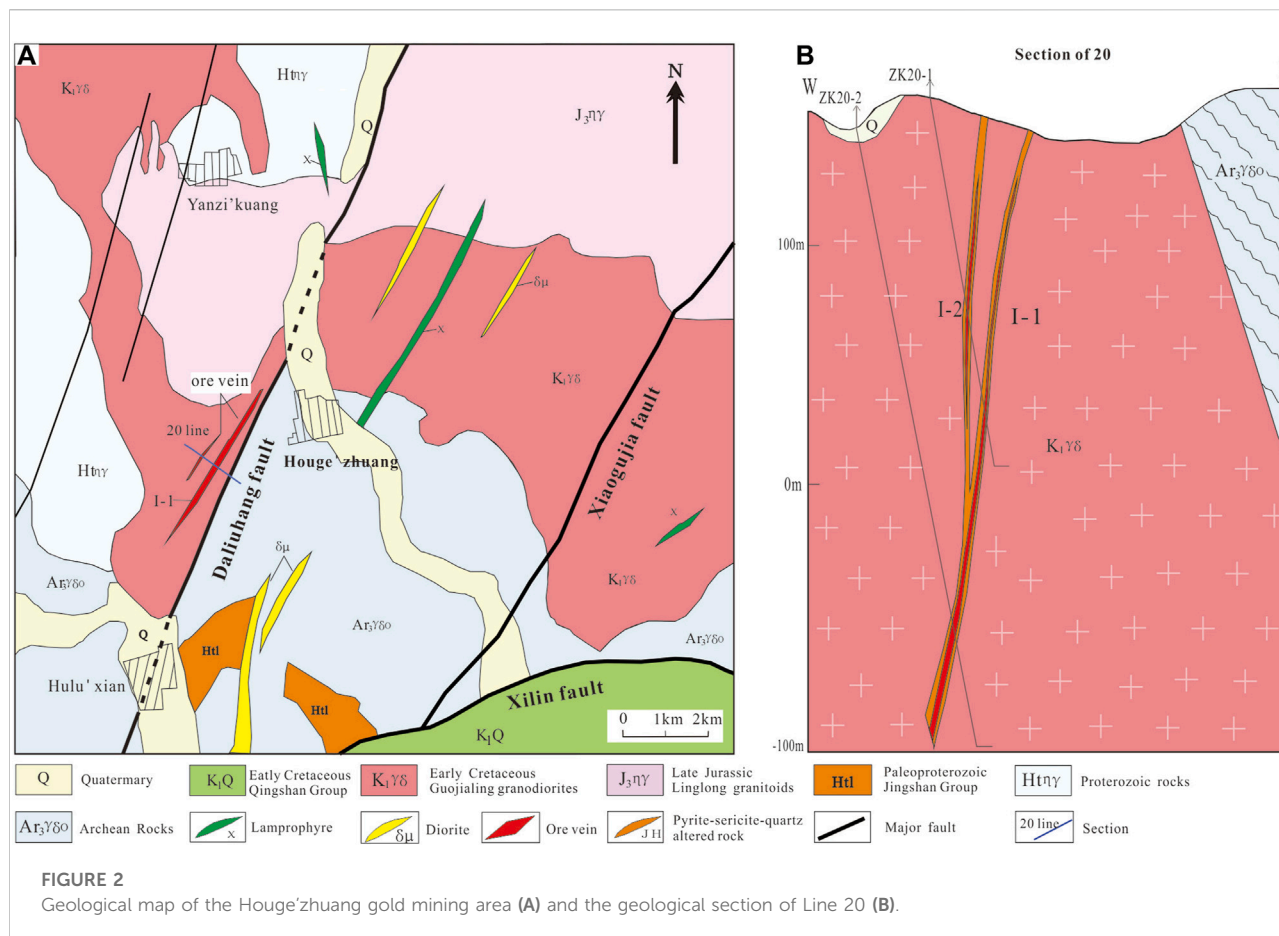 A
K₁γδ
Htηγ
Q
N
J₃ηγ
x
Yanzi'kuang
δμ
x
Q
ore vein
K₁γδ
20 line
Houge'zhuang
Htηγ
I-1
Daliuhang fault
Xiaogujia fault
x
δμ
K₁γδ
Ar₃γδο
Ar₃γδο
Ar₃γδο
Q
Htl
Hulu'xian
Htl
Xilin fault
K₁Q
0 1km 2km
B
Section of 20
W
ZK20-2
ZK20-1
Q
Ar₃γδο
100m
I-2
I-1
K₁γδ
0m
-100m
Q Quatermary
K₁Q Eatly Cretaceous
Qingshan Group
K₁γδ Early Cretaceous
Guojialing granodiorites
J₃ηγ Late Jurassic
Linglong granitoids
Htl Paleoproterozoic
Jingshan Group
Htηγ Proterozoic rocks
Ar₃γδο Archean Rocks
x Lamprophyre
δμ Diorite
Ore vein
JH Pyrite-sericite-quartz
altered rock
Major fault
20 line Section
FIGURE 2
Geological map of the Houge'zhuang gold mining area (A) and the geological section of Line 20 (B).